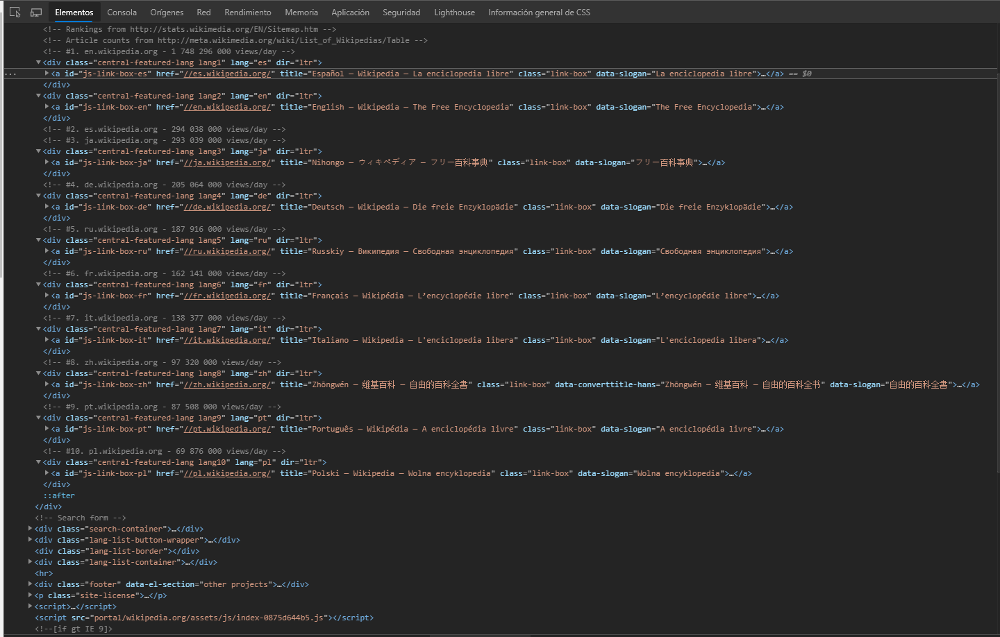 Elementos Consola Orígenes Red Rendimiento Memoria Aplicación Seguridad Lighthouse Información general de CSS
<!-- Rankings from http://stats.wikimedia.org/EN/Sitemap.htm -->
<!-- Article counts from http://meta.wikimedia.org/wiki/List_of_Wikipedias/Table -->
<!-- #1. en.wikipedia.org - 1 748 296 000 views/day -->
<div class="central-featured-lang lang1" lang="es" dir="ltr">
... <a id="js-link-box-es" href="//es.wikipedia.org/" title="Español — Wikipedia — La enciclopedia libre" class="link-box" data-slogan="La enciclopedia libre">…</a> == $0
</div>
<div class="central-featured-lang lang2" lang="en" dir="ltr">
<a id="js-link-box-en" href="//en.wikipedia.org/" title="English — Wikipedia — The Free Encyclopedia" class="link-box" data-slogan="The Free Encyclopedia">…</a>
</div>
<!-- #2. es.wikipedia.org - 294 038 000 views/day -->
<!-- #3. ja.wikipedia.org - 293 039 000 views/day -->
<div class="central-featured-lang lang3" lang="ja" dir="ltr">
<a id="js-link-box-ja" href="//ja.wikipedia.org/" title="Nihongo — ウィキペディア — フリー百科事典" class="link-box" data-slogan="フリー百科事典">…</a>
</div>
<!-- #4. de.wikipedia.org - 205 064 000 views/day -->
<div class="central-featured-lang lang4" lang="de" dir="ltr">
<a id="js-link-box-de" href="//de.wikipedia.org/" title="Deutsch — Wikipedia — Die freie Enzyklopädie" class="link-box" data-slogan="Die freie Enzyklopädie">…</a>
</div>
<!-- #5. ru.wikipedia.org - 187 916 000 views/day -->
<div class="central-featured-lang lang5" lang="ru" dir="ltr">
<a id="js-link-box-ru" href="//ru.wikipedia.org/" title="Russkiy — Википедия — Свободная энциклопедия" class="link-box" data-slogan="Свободная энциклопедия">…</a>
</div>
<!-- #6. fr.wikipedia.org - 162 141 000 views/day -->
<div class="central-featured-lang lang6" lang="fr" dir="ltr">
<a id="js-link-box-fr" href="//fr.wikipedia.org/" title="Français — Wikipédia — L’encyclopédie libre" class="link-box" data-slogan="L’encyclopédie libre">…</a>
</div>
<!-- #7. it.wikipedia.org - 138 377 000 views/day -->
<div class="central-featured-lang lang7" lang="it" dir="ltr">
<a id="js-link-box-it" href="//it.wikipedia.org/" title="Italiano — Wikipedia — L'enciclopedia libera" class="link-box" data-slogan="L'enciclopedia libera">…</a>
</div>
<!-- #8. zh.wikipedia.org - 97 320 000 views/day -->
<div class="central-featured-lang lang8" lang="zh" dir="ltr">
<a id="js-link-box-zh" href="//zh.wikipedia.org/" title="Zhōngwén — 維基百科 — 自由的百科全書" class="link-box" data-converttitle-hans="Zhōngwén — 维基百科 — 自由的百科全书" data-slogan="自由的百科全書">…</a>
</div>
<!-- #9. pt.wikipedia.org - 87 508 000 views/day -->
<div class="central-featured-lang lang9" lang="pt" dir="ltr">
<a id="js-link-box-pt" href="//pt.wikipedia.org/" title="Português — Wikipédia — A enciclopédia livre" class="link-box" data-slogan="A enciclopédia livre">…</a>
</div>
<!-- #10. pl.wikipedia.org - 69 876 000 views/day -->
<div class="central-featured-lang lang10" lang="pl" dir="ltr">
<a id="js-link-box-pl" href="//pl.wikipedia.org/" title="Polski — Wikipedia — Wolna encyklopedia" class="link-box" data-slogan="Wolna encyklopedia">…</a>
</div>
::after
</div>
<!-- Search form -->
<div class="search-container">…</div>
<div class="lang-list-button-wrapper">…</div>
<div class="lang-list-border"></div>
<div class="lang-list-container">…</div>
<hr>
<div class="footer" data-el-section="other projects">…</div>
<p class="site-license">…</p>
<script>…</script>
<script src="portal/wikipedia.org/assets/js/index-0875d644b5.js"></script>
<!--[if gt IE 9]>